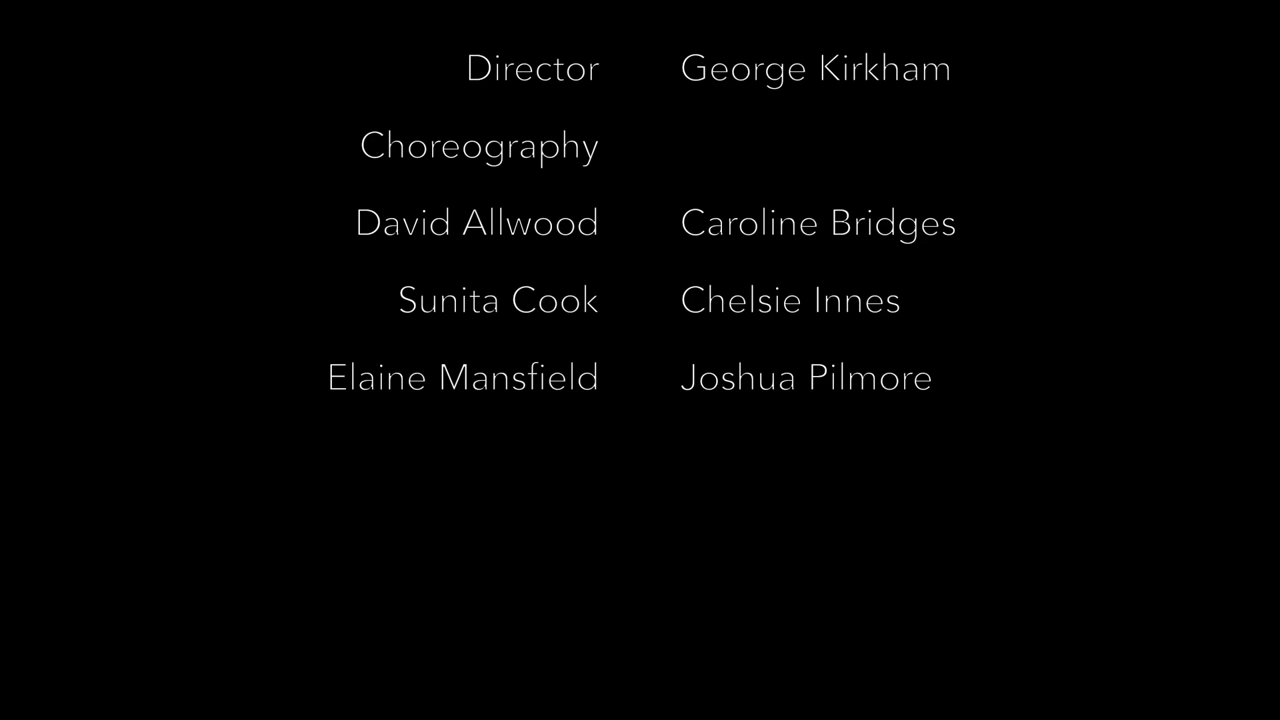 Director George Kirkham
Choreography
David Allwood Caroline Bridges
Sunita Cook Chelsie Innes
Elaine Mansfield Joshua Pilmore